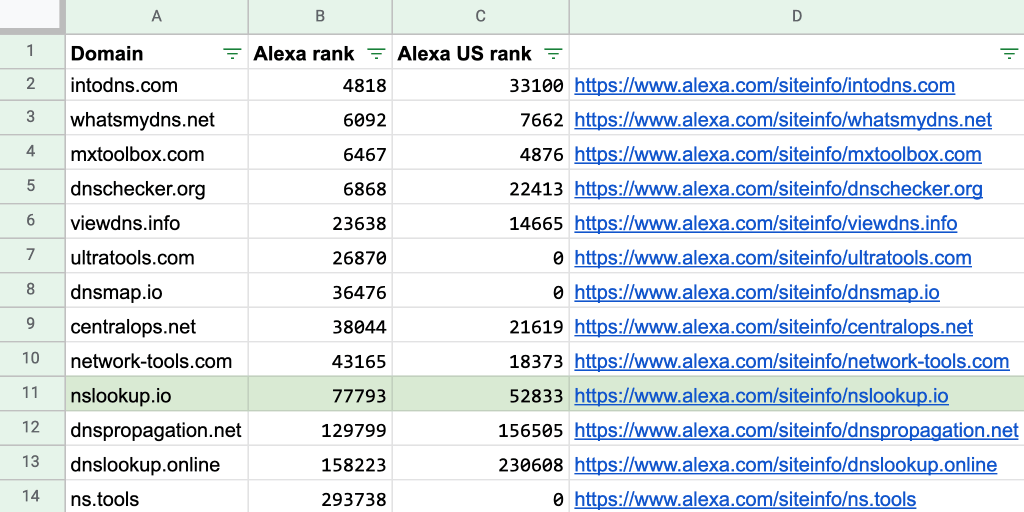 A B C D
1 Domain Alexa rank Alexa US rank
2 intodns.com 4818 33100 https://www.alexa.com/siteinfo/intodns.com
3 whatsmydns.net 6092 7662 https://www.alexa.com/siteinfo/whatsmydns.net
4 mxtoolbox.com 6467 4876 https://www.alexa.com/siteinfo/mxtoolbox.com
5 dnschecker.org 6868 22413 https://www.alexa.com/siteinfo/dnschecker.org
6 viewdns.info 23638 14665 https://www.alexa.com/siteinfo/viewdns.info
7 ultratools.com 26870 0 https://www.alexa.com/siteinfo/ultratools.com
8 dnsmap.io 36476 0 https://www.alexa.com/siteinfo/dnsmap.io
9 centralops.net 38044 21619 https://www.alexa.com/siteinfo/centralops.net
10 network-tools.com 43165 18373 https://www.alexa.com/siteinfo/network-tools.com
11 nslookup.io 77793 52833 https://www.alexa.com/siteinfo/nslookup.io
12 dnspropagation.net 129799 156505 https://www.alexa.com/siteinfo/dnspropagation.net
13 dnslookup.online 158223 230608 https://www.alexa.com/siteinfo/dnslookup.online
14 ns.tools 293738 0 https://www.alexa.com/siteinfo/ns.tools